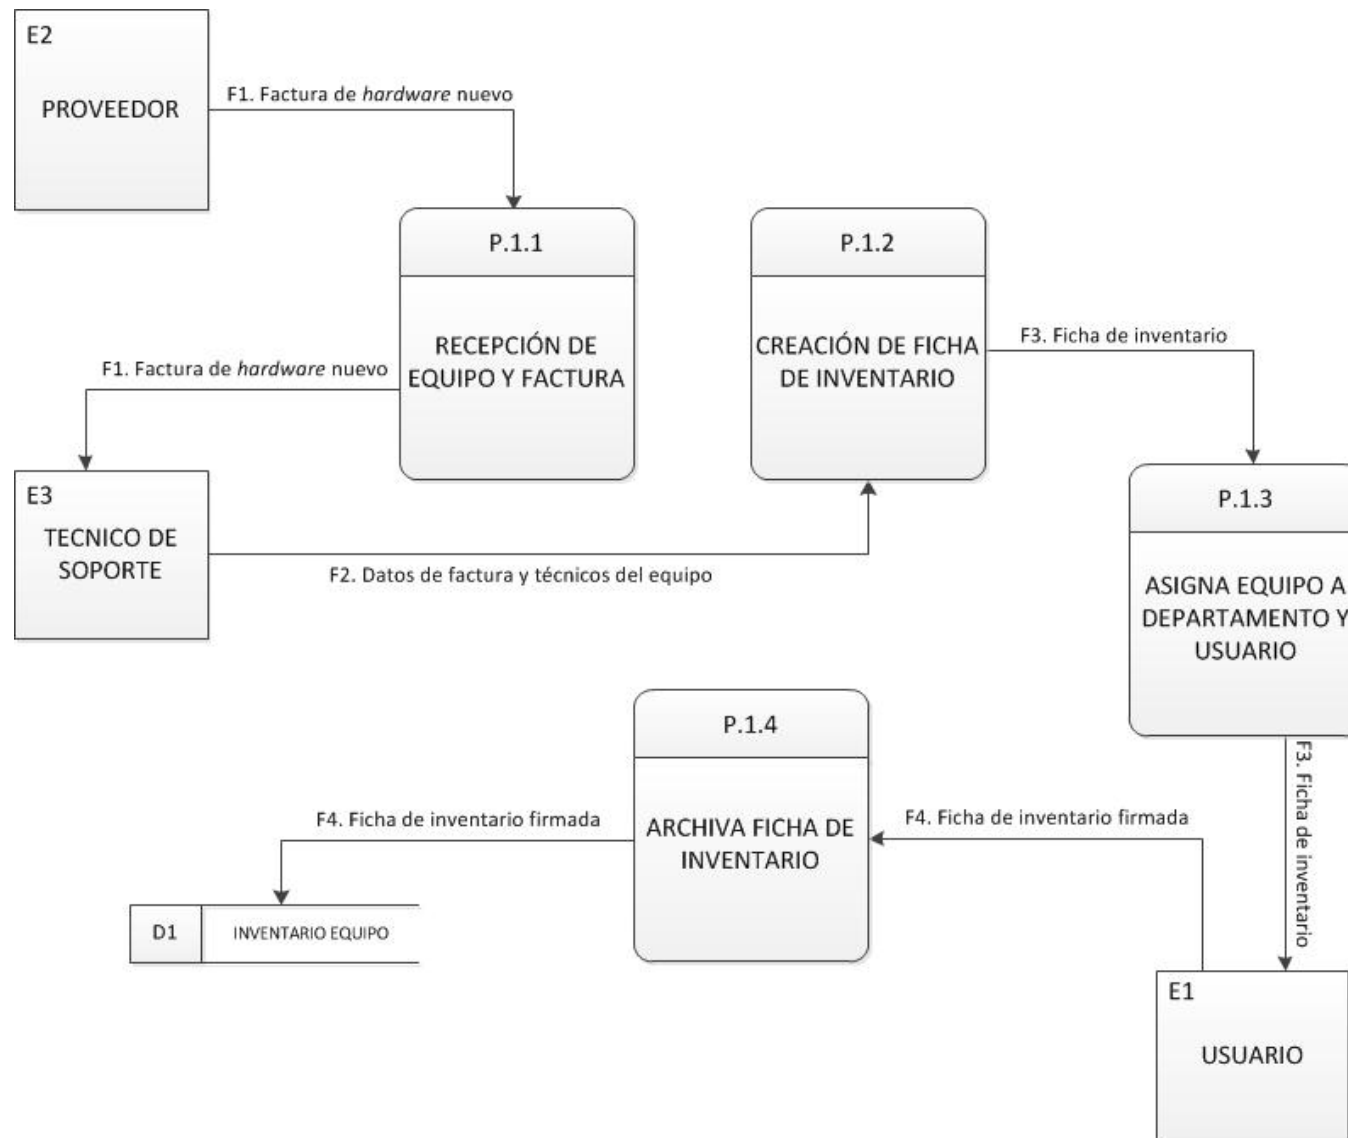 E2
PROVEEDOR
F1. Factura de hardware nuevo
P.1.1
RECEPCIÓN DE
EQUIPO Y FACTURA
P.1.2
CREACIÓN DE FICHA
DE INVENTARIO
F3. Ficha de inventario
F1. Factura de hardware nuevo
E3
TECNICO DE
SOPORTE
F2. Datos de factura y técnicos del equipo
P.1.3
ASIGNA EQUIPO A
DEPARTAMENTO Y
USUARIO
F3. Ficha de inventario
P.1.4
ARCHIVA FICHA DE
INVENTARIO
F4. Ficha de inventario firmada
F4. Ficha de inventario firmada
D1
INVENTARIO EQUIPO
E1
USUARIO